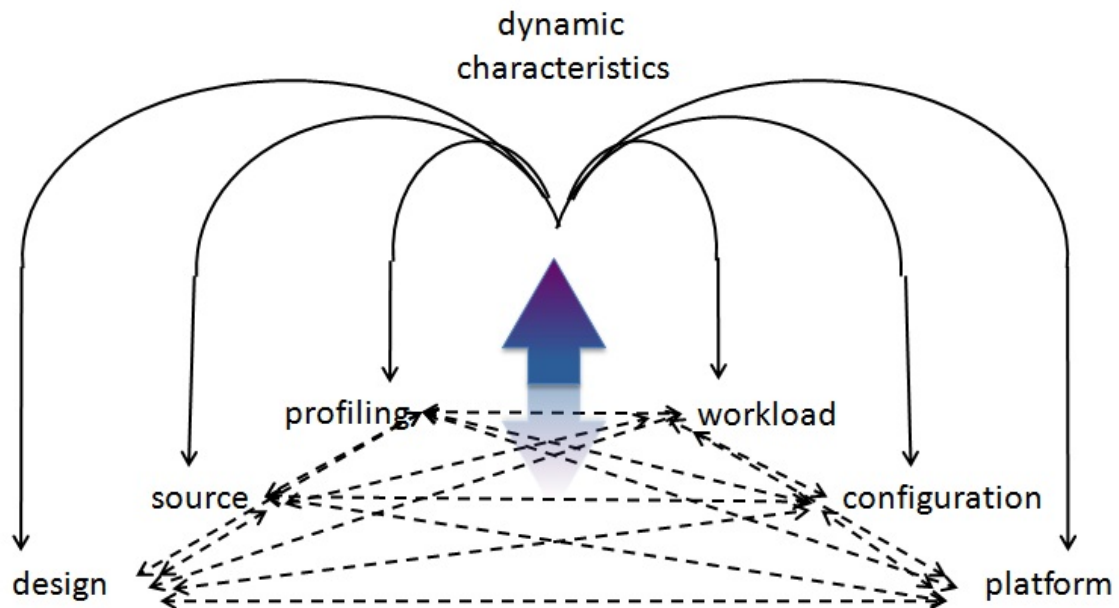 dynamic
characteristics
profiling
workload
source
configuration
design
platform